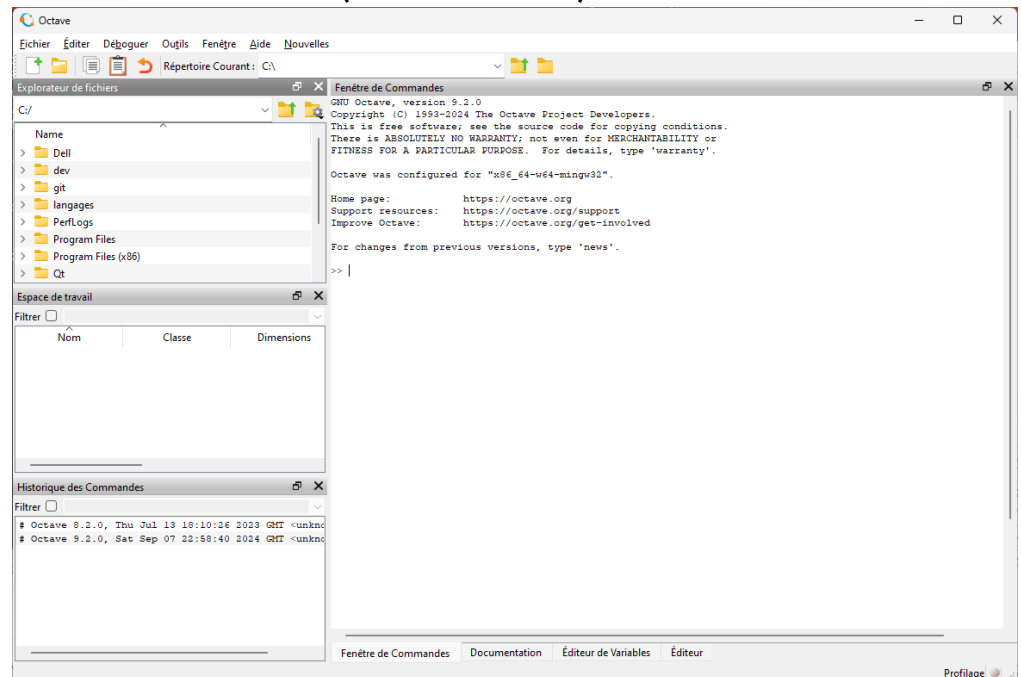 Octave
Fichier Éditer Déboguer Outils Fenêtre Aide Nouvelles
Répertoire Courant : C:\
Explorateur de fichiers
C:/
Name
Dell
dev
git
langages
PerfLogs
Program Files
Program Files (x86)
Qt
Espace de travail
Filtrer
Nom Classe Dimensions
Historique des Commandes
Filtrer
# Octave 8.2.0, Thu Jul 13 18:10:26 2023 GMT <unkno
# Octave 9.2.0, Sat Sep 07 22:58:40 2024 GMT <unkno
Fenêtre de Commandes
GNU Octave, version 9.2.0
Copyright (C) 1993-2024 The Octave Project Developers.
This is free software; see the source code for copying conditions.
There is ABSOLUTELY NO WARRANTY; not even for MERCHANTABILITY or
FITNESS FOR A PARTICULAR PURPOSE.  For details, type 'warranty'.
Octave was configured for "x86_64-w64-mingw32".
Home page:            https://octave.org
Support resources:    https://octave.org/support
Improve Octave:       https://octave.org/get-involved
For changes from previous versions, type 'news'.
>>
Fenêtre de Commandes Documentation Éditeur de Variables Éditeur
Profilage